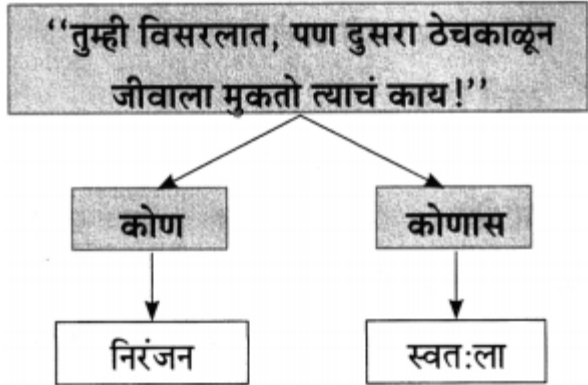 ‘‘तुम्ही विसरलात, पण दुसरा ठेचकाळून
जीवाला मुकतो त्याचं काय!’’
कोण
कोणास
निरंजन
स्वत:ला